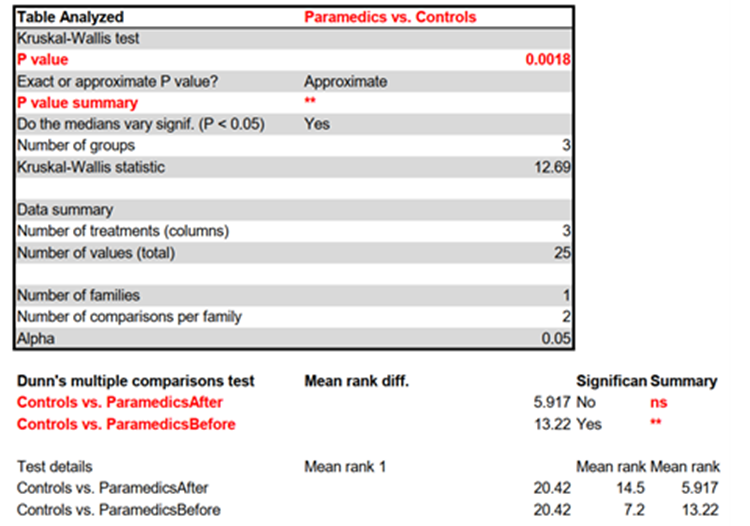 Table Analyzed Paramedics vs. Controls
Kruskal-Wallis test
P value 0.0018
Exact or approximate P value? Approximate
P value summary **
Do the medians vary signif. (P < 0.05) Yes
Number of groups 3
Kruskal-Wallis statistic 12.69
Data summary
Number of treatments (columns) 3
Number of values (total) 25
Number of families 1
Number of comparisons per family 2
Alpha 0.05
Dunn's multiple comparisons test Mean rank diff. Significan Summary
Controls vs. ParamedicsAfter 5.917 No ns
Controls vs. ParamedicsBefore 13.22 Yes **
Test details Mean rank 1 Mean rank Mean rank
Controls vs. ParamedicsAfter 20.42 14.5 5.917
Controls vs. ParamedicsBefore 20.42 7.2 13.22